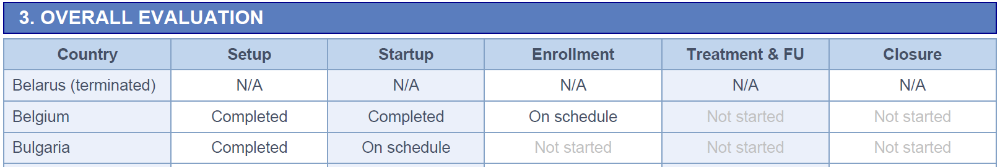 3. OVERALL EVALUATION
Country Setup Startup Enrollment Treatment & FU Closure
Belarus (terminated) N/A N/A N/A N/A N/A
Belgium Completed Completed On schedule Not started Not started
Bulgaria Completed On schedule Not started Not started Not started